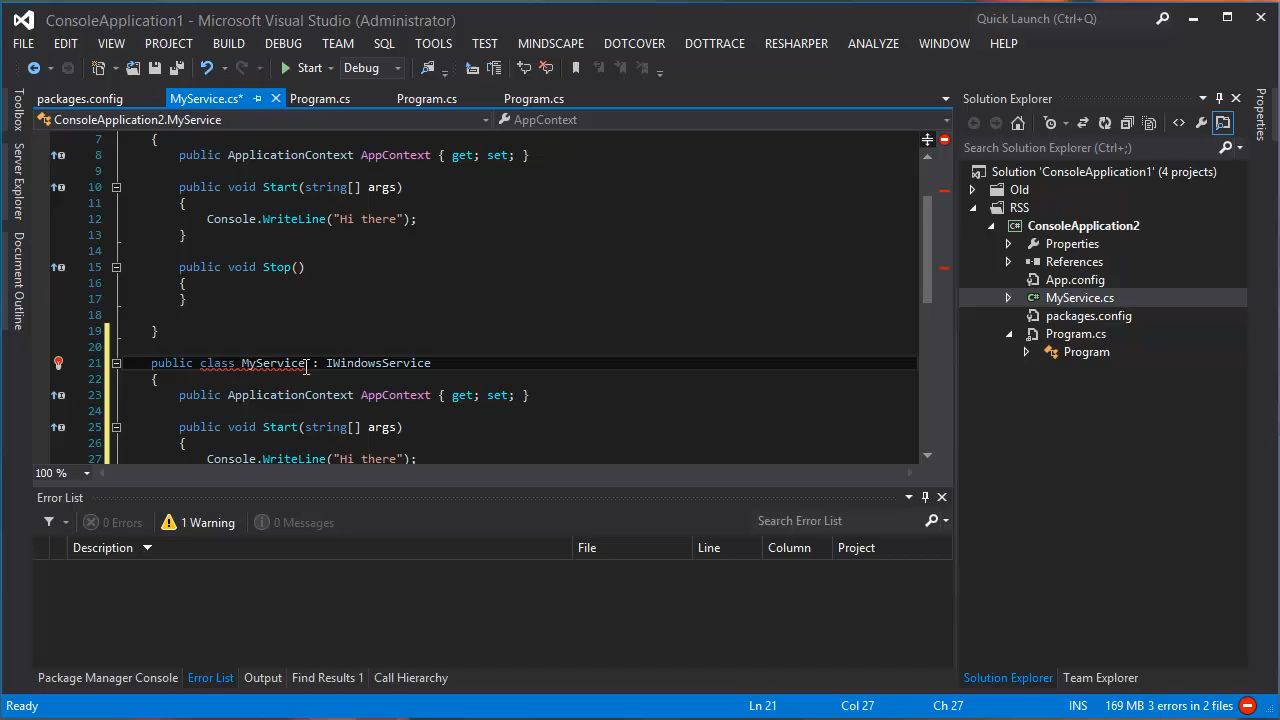 ConsoleApplication1 - Microsoft Visual Studio (Administrator)
Quick Launch (Ctrl+Q)
FILE EDIT VIEW PROJECT BUILD DEBUG TEAM SQL TOOLS TEST MINDSCAPE DOTCOVER DOTTRACE RESHARPER ANALYZE WINDOW HELP
Start Debug
Toolbox
Server Explorer
Document Outline
packages.config MyService.cs* Program.cs Program.cs Program.cs
ConsoleApplication2.MyService AppContext
7 {
8 public ApplicationContext AppContext { get; set; }
9
10 public void Start(string[] args)
11 {
12 Console.WriteLine("Hi there");
13 }
14
15 public void Stop()
16 {
17 }
18
19 }
20
21 public class MyService : IWindowsService
22 {
23 public ApplicationContext AppContext { get; set; }
24
25 public void Start(string[] args)
26 {
27 Console.WriteLine("Hi there");
100 %
Error List
0 Errors 1 Warning 0 Messages Search Error List
Description File Line Column Project
Package Manager Console Error List Output Find Results 1 Call Hierarchy
Solution Explorer
Search Solution Explorer (Ctrl+;)
Solution 'ConsoleApplication1' (4 projects)
Old
RSS
C# ConsoleApplication2
Properties
References
App.config
C# MyService.cs
packages.config
Program.cs
Program
Solution Explorer Team Explorer
Properties
Ready Ln 21 Col 27 Ch 27 INS 169 MB 3 errors in 2 files